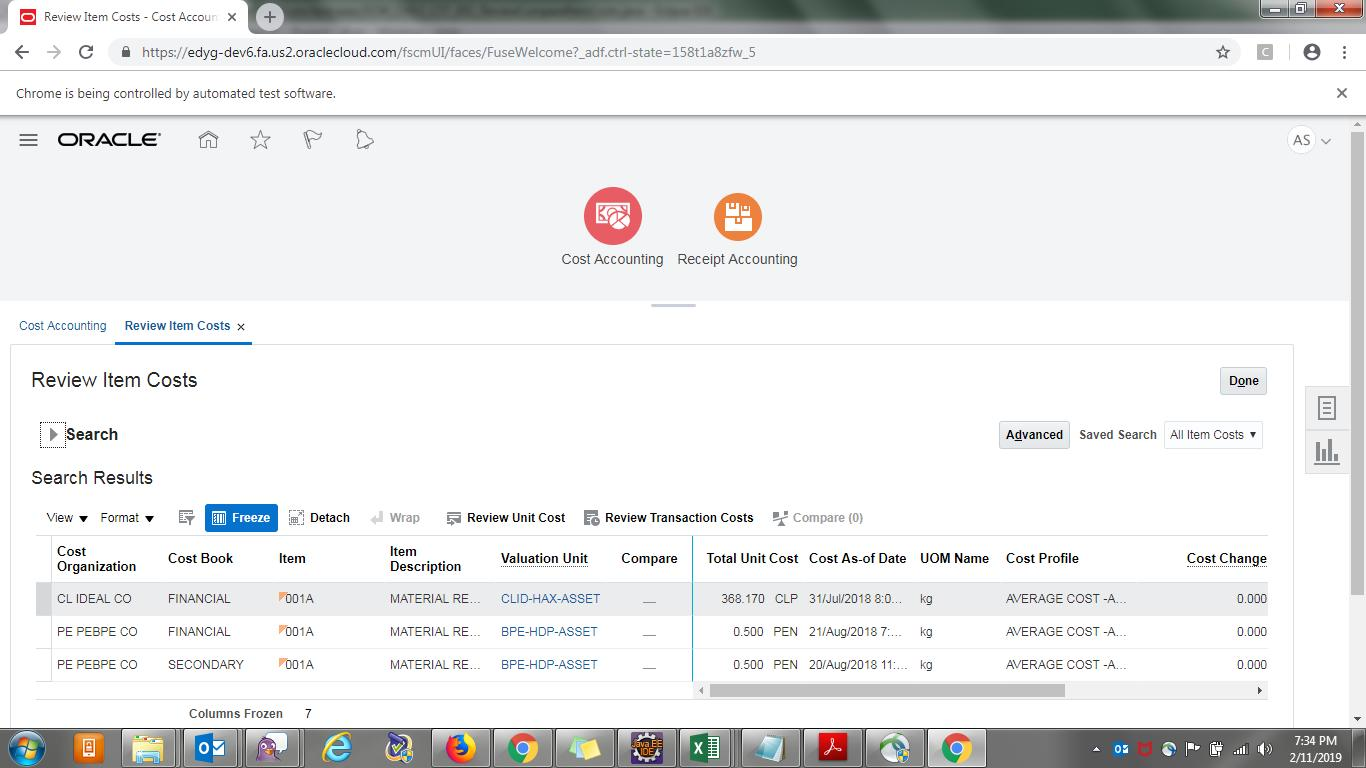 Review Item Costs - Cost Accoun
https://edyg-dev6.fa.us2.oraclecloud.com/fscmUI/faces/FuseWelcome?_adf.ctrl-state=158t1a8zfw_5
C
Chrome is being controlled by automated test software.
ORACLE
AS
Cost Accounting Receipt Accounting
Cost Accounting Review Item Costs
Review Item Costs
Done
Search
Advanced Saved Search All Item Costs
Search Results
View Format Freeze Detach Wrap Review Unit Cost Review Transaction Costs Compare (0)
Cost Organization Cost Book Item Item Description Valuation Unit Compare Total Unit Cost Cost As-of Date UOM Name Cost Profile Cost Change
CL IDEAL CO FINANCIAL 001A MATERIAL RE... CLID-HAX-ASSET 368.170 CLP 31/Jul/2018 8:0... kg AVERAGE COST -A... 0.000
PE PEBPE CO FINANCIAL 001A MATERIAL RE... BPE-HDP-ASSET 0.500 PEN 21/Aug/2018 7:... kg AVERAGE COST -A... 0.000
PE PEBPE CO SECONDARY 001A MATERIAL RE... BPE-HDP-ASSET 0.500 PEN 20/Aug/2018 11:... kg AVERAGE COST -A... 0.000
Columns Frozen 7
Java EE
IDE
7:34 PM
2/11/2019